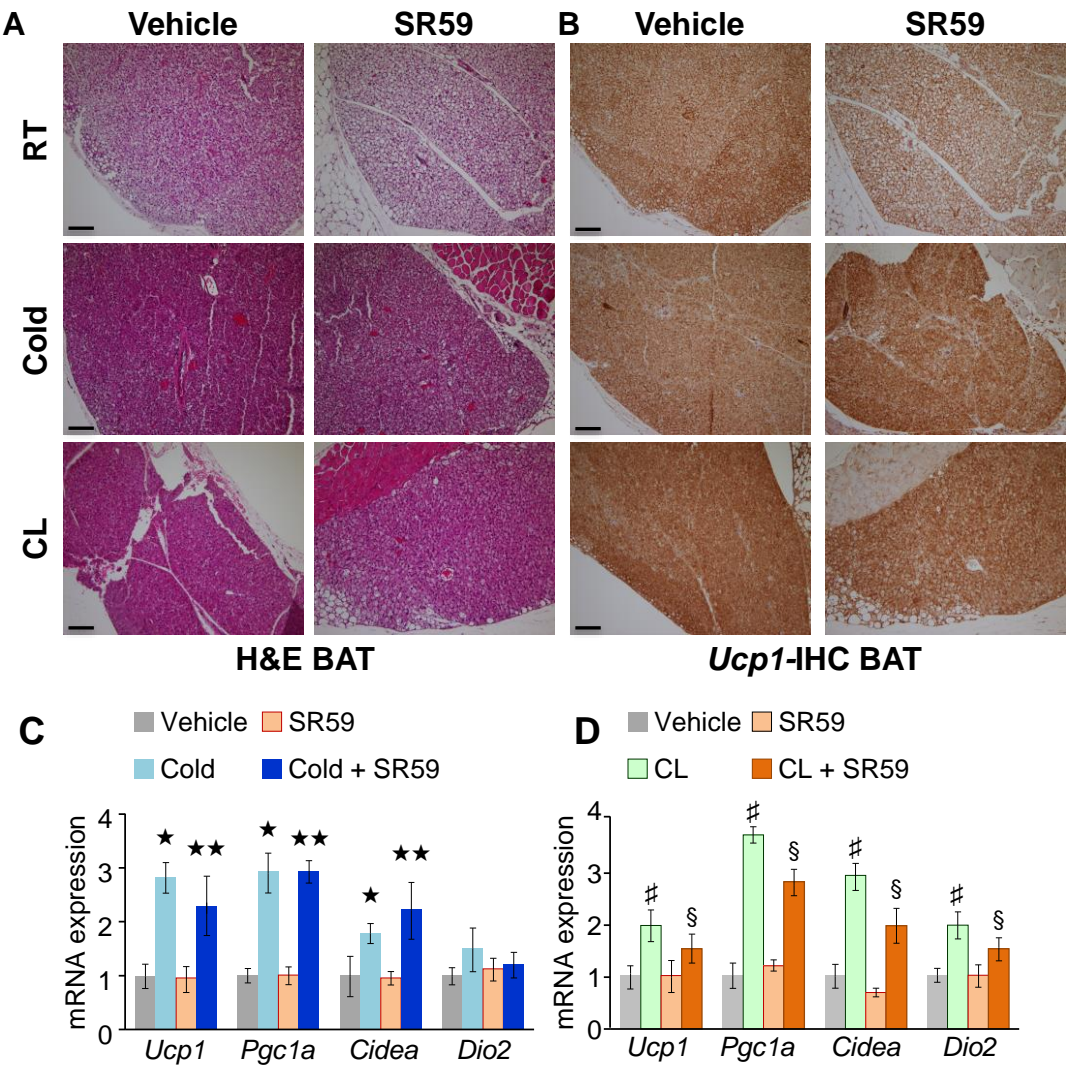 A Vehicle SR59 B Vehicle SR59
RT
Cold
CL
H&E BAT Ucp1-IHC BAT
C
Vehicle SR59
Cold Cold + SR59
mRNA expression
4
3
2
1
0
★ ★★ ★ ★★ ★ ★★
Ucp1 Pgc1a Cidea Dio2
D
Vehicle SR59
CL CL + SR59
mRNA expression
4
3
2
1
0
♯ § ♯ § ♯ § ♯ §
Ucp1 Pgc1a Cidea Dio2